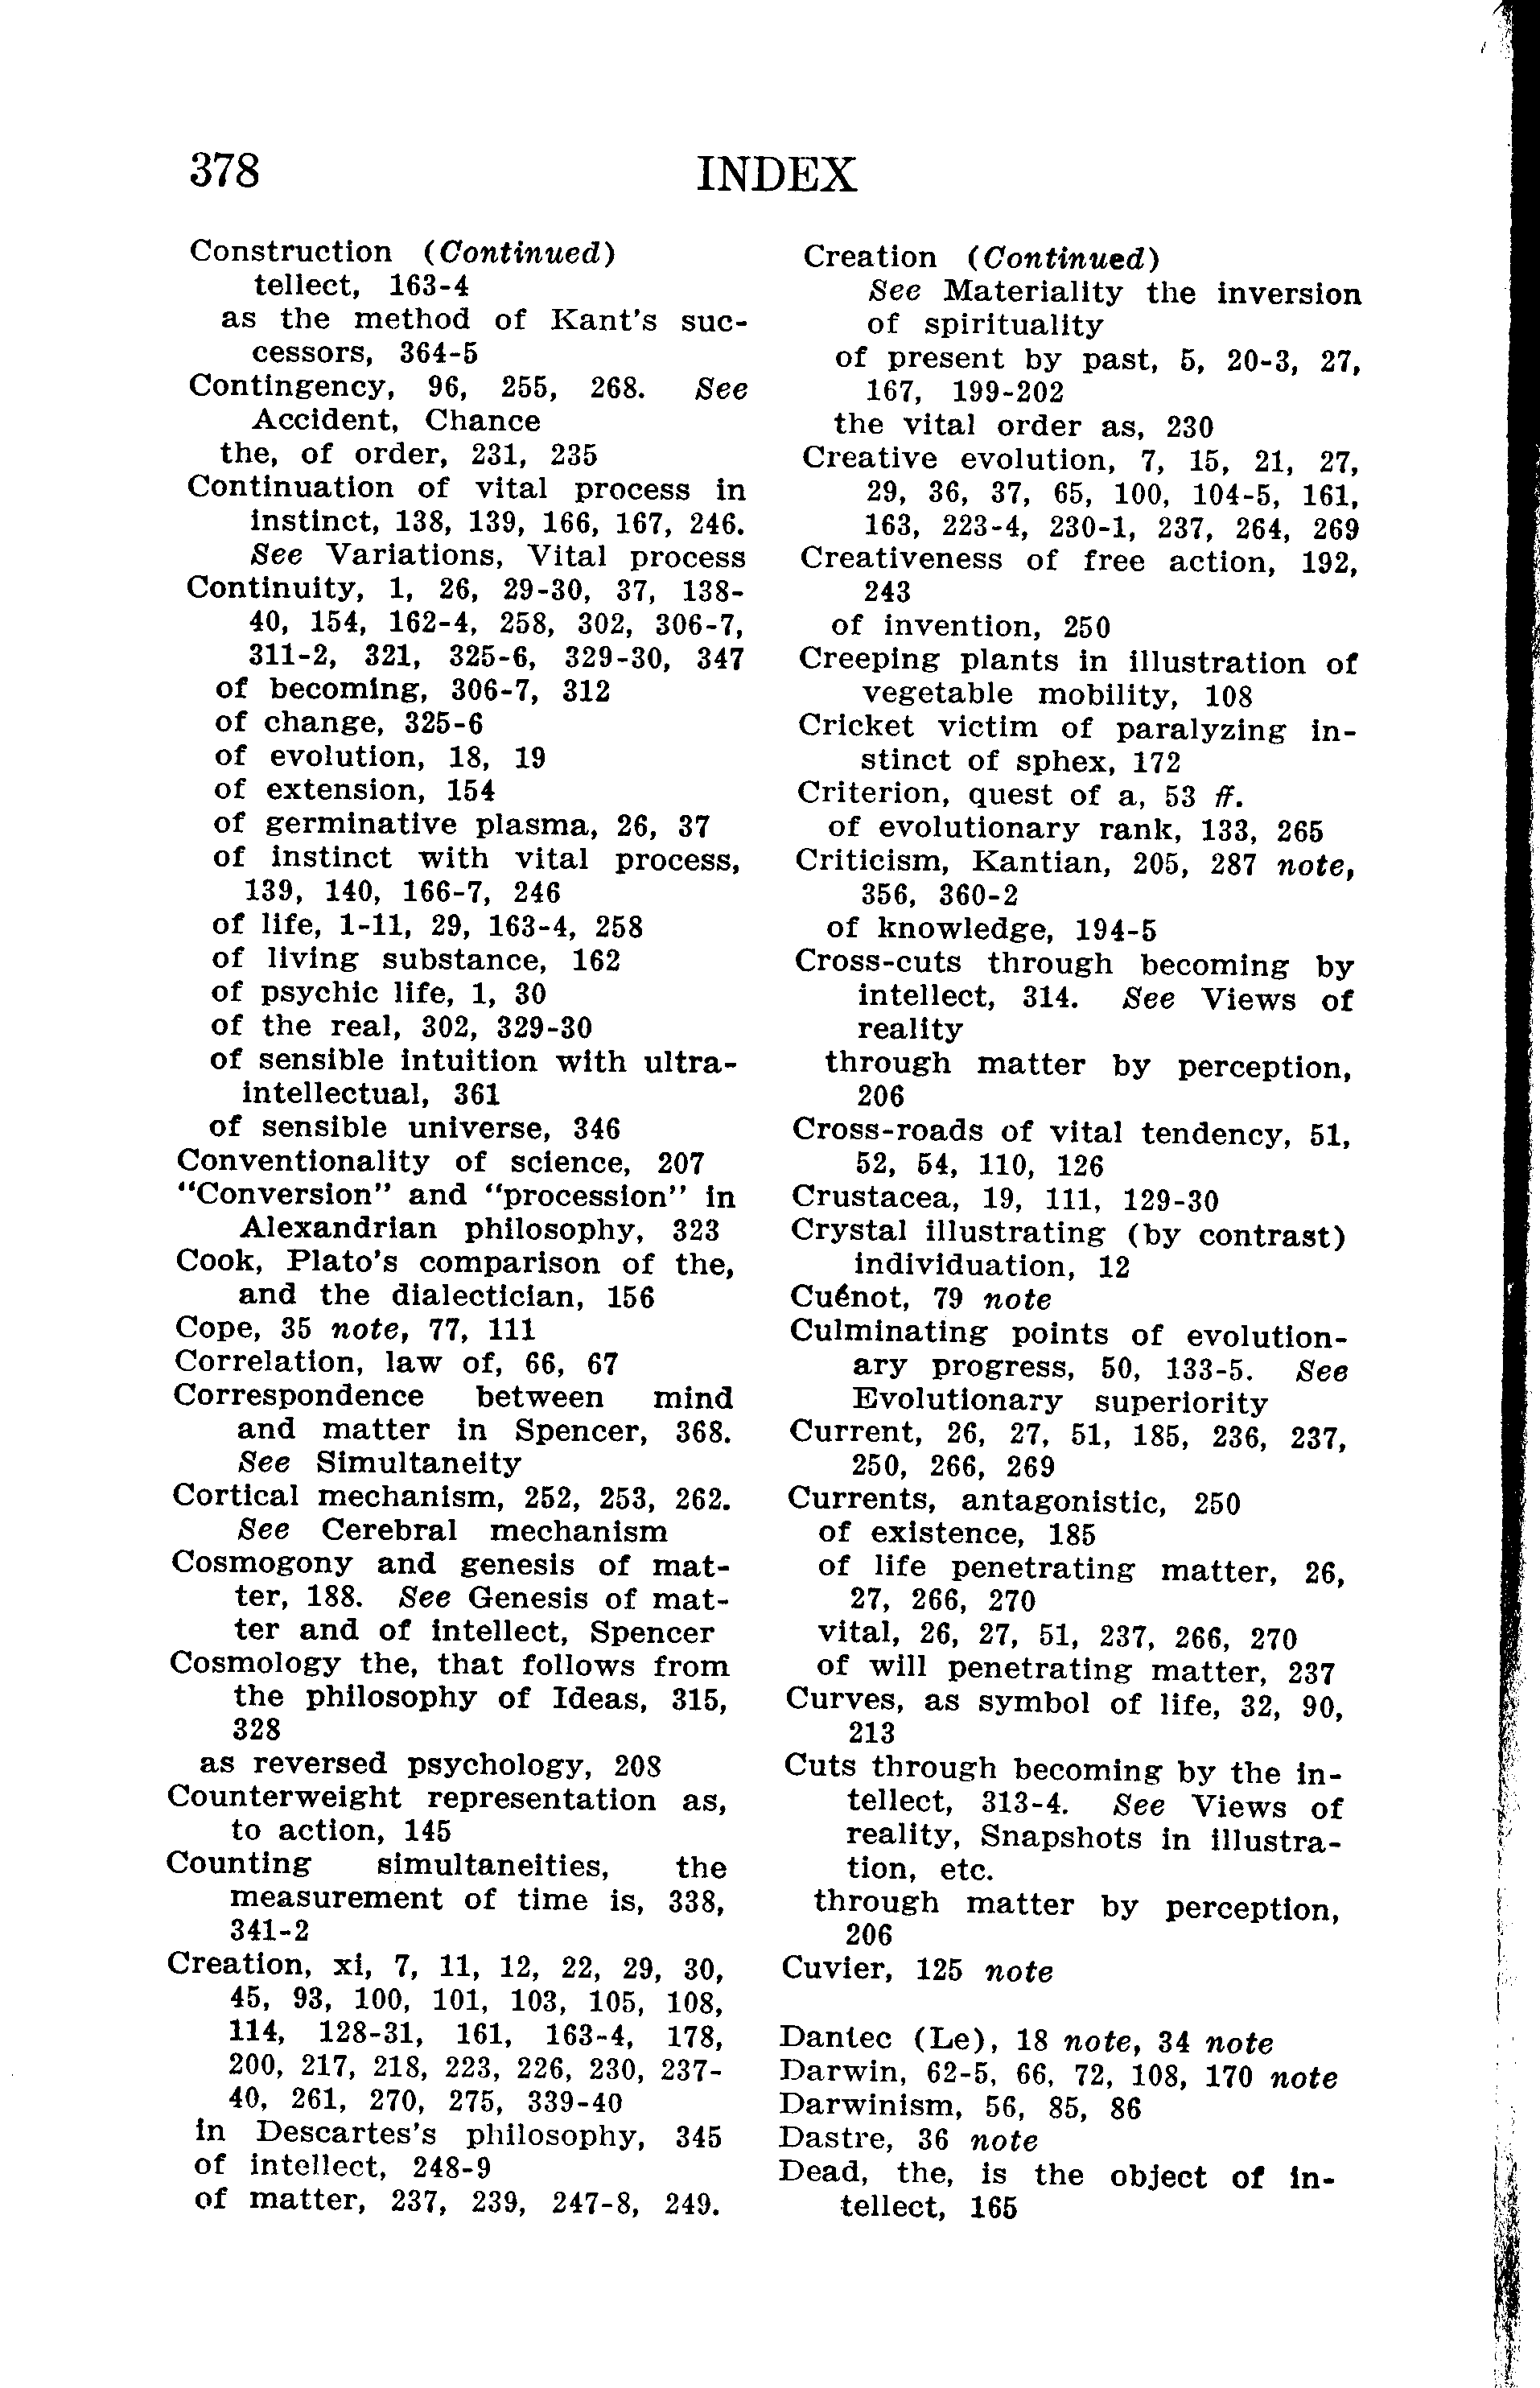 378
INDEX
Construction (Continued)
tellect, 163-4
as the method of Kant's suc-
cessors, 364-5
Contingency, 96, 255, 268. See
Accident, Chance
the, of order, 231, 235
Continuation of vital process in
instinct, 138, 139, 166, 167, 246.
See Variations, Vital process
Continuity, 1, 26, 29-30, 37, 138-
40, 154, 162-4, 258, 302, 306-7,
311-2, 321, 325-6, 329-30, 347
of becoming, 306-7, 312
of change, 325-6
of evolution, 18, 19
of extension, 154
of germinative plasma, 26, 37
of instinct with vital process,
139, 140, 166-7, 246
of life, 1-11, 29, 163-4, 258
of living substance, 162
of psychic life, 1, 30
of the real, 302, 329-30
of sensible intuition with ultra-
intellectual, 361
of sensible universe, 346
Conventionality of science, 207
"Conversion" and "procession" in
Alexandrian philosophy, 323
Cook, Plato's comparison of the,
and the dialectician, 156
Cope, 35 note, 77, 111
Correlation, law of, 66, 67
Correspondence between mind
and matter in Spencer, 368.
See Simultaneity
Cortical mechanism, 252, 253, 262.
See Cerebral mechanism
Cosmogony and genesis of mat-
ter, 188. See Genesis of mat-
ter and of intellect, Spencer
Cosmology the, that follows from
the philosophy of Ideas, 315,
328
as reversed psychology, 208
Counterweight representation as,
to action, 145
Counting simultaneities, the
measurement of time is, 338,
341-2
Creation, xi, 7, 11, 12, 22, 29, 30,
45, 93, 100, 101, 103, 105, 108,
114, 128-31, 161, 163-4, 178,
200, 217, 218, 223, 226, 230, 237-
40, 261, 270, 275, 339-40
in Descartes's philosophy, 345
of intellect, 248-9
of matter, 237, 239, 247-8, 249.
Creation (Continued)
See Materiality the inversion
of spirituality
of present by past, 5, 20-3, 27,
167, 199-202
the vital order as, 230
Creative evolution, 7, 15, 21, 27,
29, 36, 37, 65, 100, 104-5, 161,
163, 223-4, 230-1, 237, 264, 269
Creativeness of free action, 192,
243
of invention, 250
Creeping plants in illustration of
vegetable mobility, 108
Cricket victim of paralyzing in-
stinct of sphex, 172
Criterion, quest of a, 53 ff.
of evolutionary rank, 133, 265
Criticism, Kantian, 205, 287 note,
356, 360-2
of knowledge, 194-5
Cross-cuts through becoming by
intellect, 314. See Views of
reality
through matter by perception,
206
Cross-roads of vital tendency, 51,
52, 54, 110, 126
Crustacea, 19, 111, 129-30
Crystal illustrating (by contrast)
individuation, 12
Cuénot, 79 note
Culminating points of evolution-
ary progress, 50, 133-5. See
Evolutionary superiority
Current, 26, 27, 51, 185, 236, 237,
250, 266, 269
Currents, antagonistic, 250
of existence, 185
of life penetrating matter, 26,
27, 266, 270
vital, 26, 27, 51, 237, 266, 270
of will penetrating matter, 237
Curves, as symbol of life, 32, 90,
213
Cuts through becoming by the in-
tellect, 313-4. See Views of
reality, Snapshots in illustra-
tion, etc.
through matter by perception,
206
Cuvier, 125 note
Dantec (Le), 18 note, 34 note
Darwin, 62-5, 66, 72, 108, 170 note
Darwinism, 56, 85, 86
Dastre, 36 note
Dead, the, is the object of in-
tellect, 165